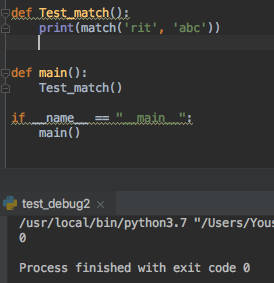 def Test_match():
    print(match('rit', 'abc'))
def main():
    Test_match()
if __name__ == "__main__":
    main()
test_debug2 ×
/usr/local/bin/python3.7 "/Users/Yous
0
Process finished with exit code 0